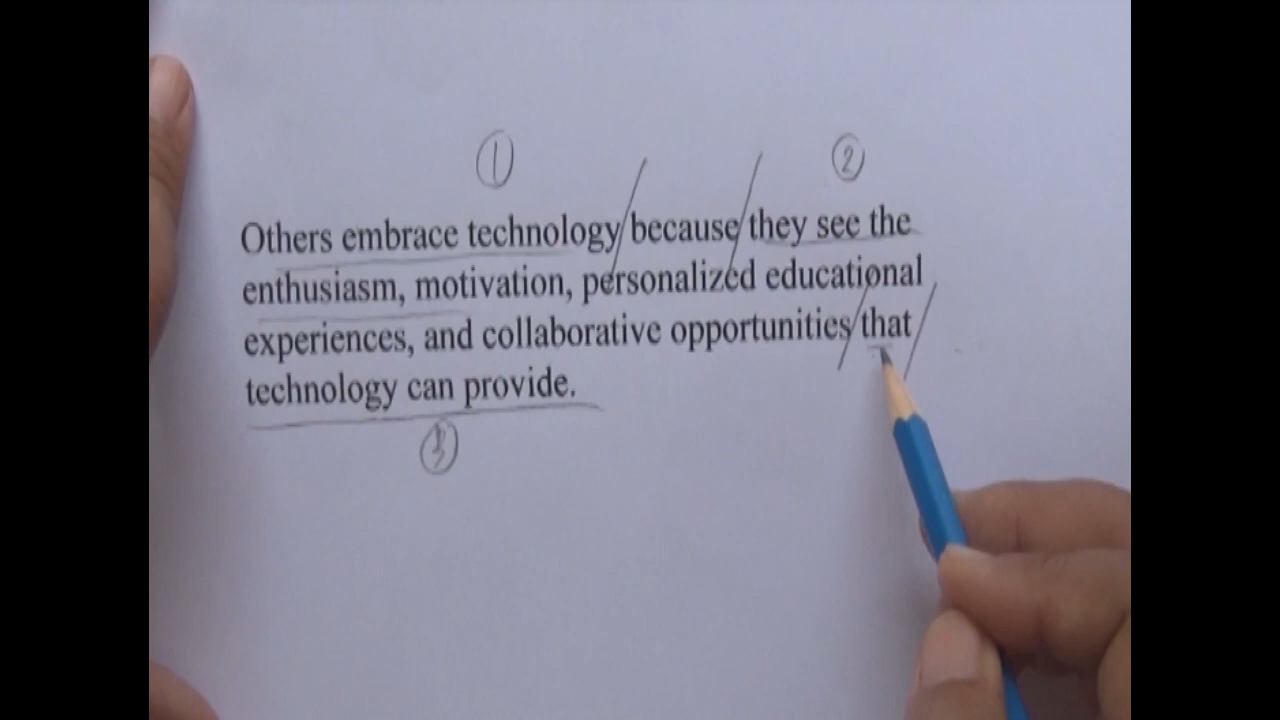 ① ②
Others embrace technology because they see the
enthusiasm, motivation, personalized educational
experiences, and collaborative opportunities that
technology can provide.
③